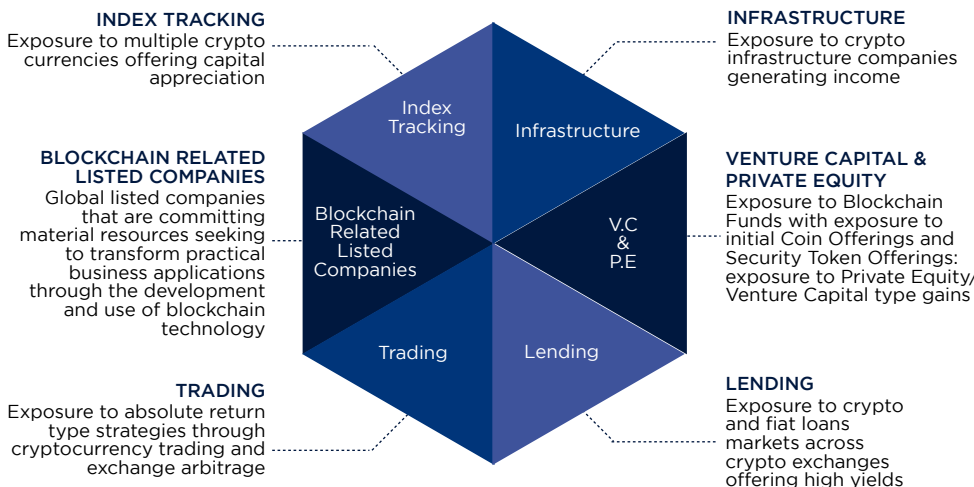 INDEX TRACKING
Exposure to multiple crypto
currencies offering capital
appreciation
BLOCKCHAIN RELATED
LISTED COMPANIES
Global listed companies
that are committing
material resources seeking
to transform practical
business applications
through the development
and use of blockchain
technology
TRADING
Exposure to absolute return
type strategies through
cryptocurrency trading and
exchange arbitrage
Index
Tracking
Infrastructure
Blockchain
Related
Listed
Companies
V.C
&
P.E
Trading
Lending
INFRASTRUCTURE
Exposure to crypto
infrastructure companies
generating income
VENTURE CAPITAL &
PRIVATE EQUITY
Exposure to Blockchain
Funds with exposure to
initial Coin Offerings and
Security Token Offerings:
exposure to Private Equity/
Venture Capital type gains
LENDING
Exposure to crypto
and fiat loans
markets across
crypto exchanges
offering high yields